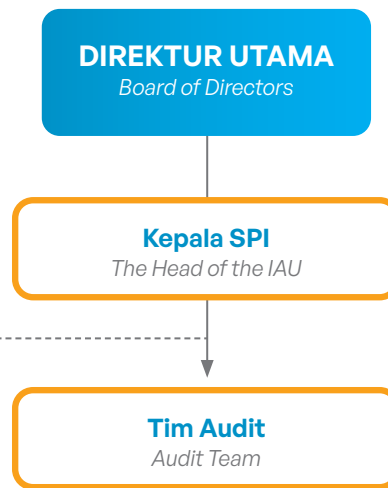 DIREKTUR UTAMA
Board of Directors
Kepala SPI
The Head of the IAU
Tim Audit
Audit Team